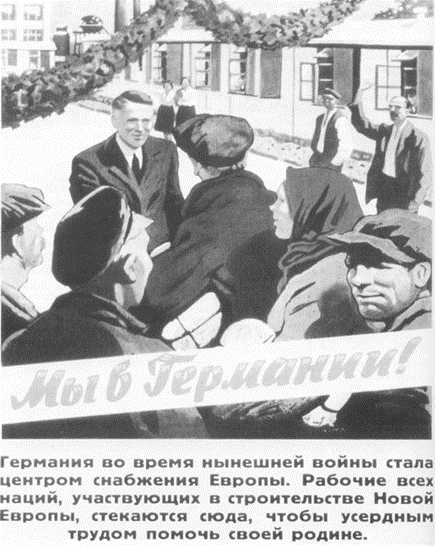 Мы в Германии!
Германия во время нынешней войны стала
центром снабжения Европы. Рабочие всех
наций, участвующих в строительстве Новой
Европы, стекаются сюда, чтобы усердным
трудом помочь своей родине.